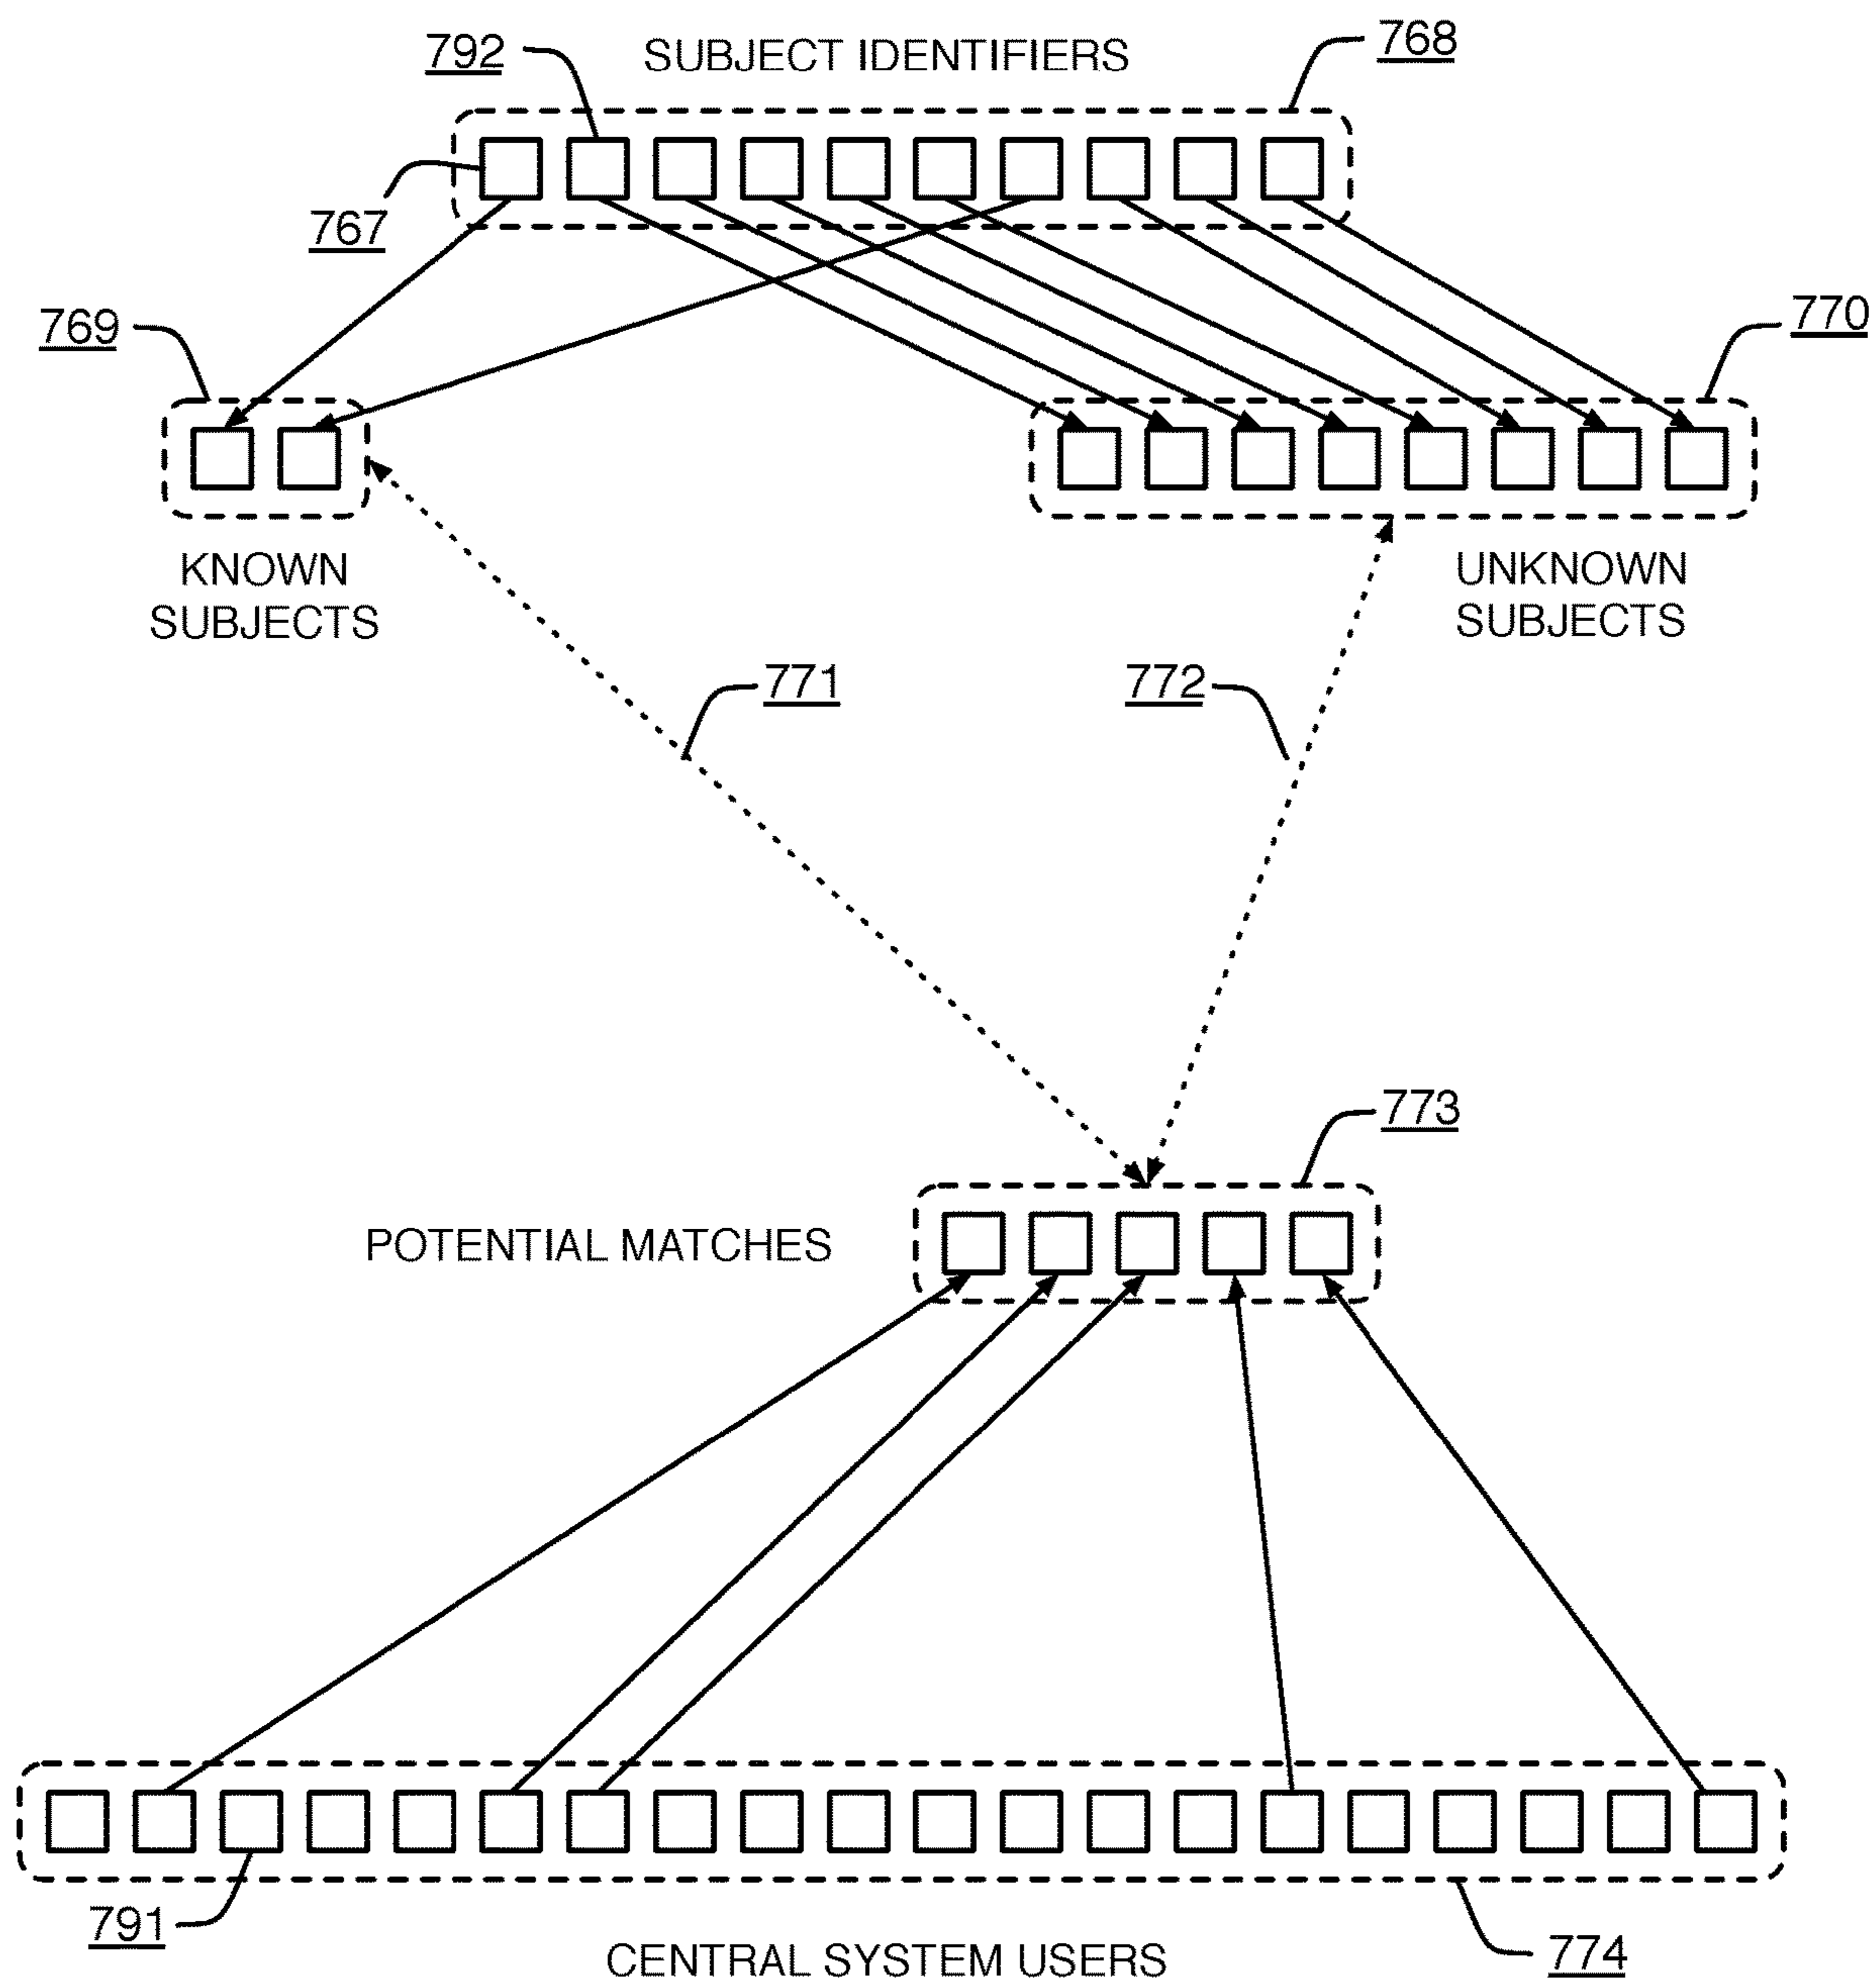 792
SUBJECT IDENTIFIERS
768
767
769
770
KNOWN
SUBJECTS
UNKNOWN
SUBJECTS
771
772
773
POTENTIAL MATCHES
791
CENTRAL SYSTEM USERS
774